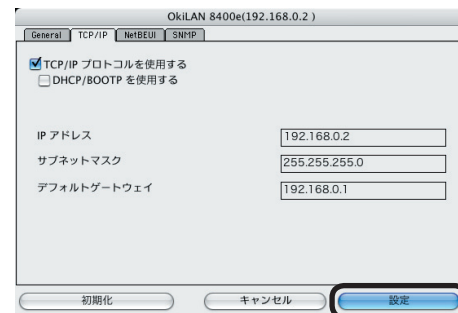 OkiLAN 8400e(192.168.0.2 )
General TCP/IP NetBEUI SNMP
TCP/IP プロトコルを使用する
DHCP/BOOTP を使用する
IP アドレス 192.168.0.2
サブネットマスク 255.255.255.0
デフォルトゲートウェイ 192.168.0.1
初期化 キャンセル 設定